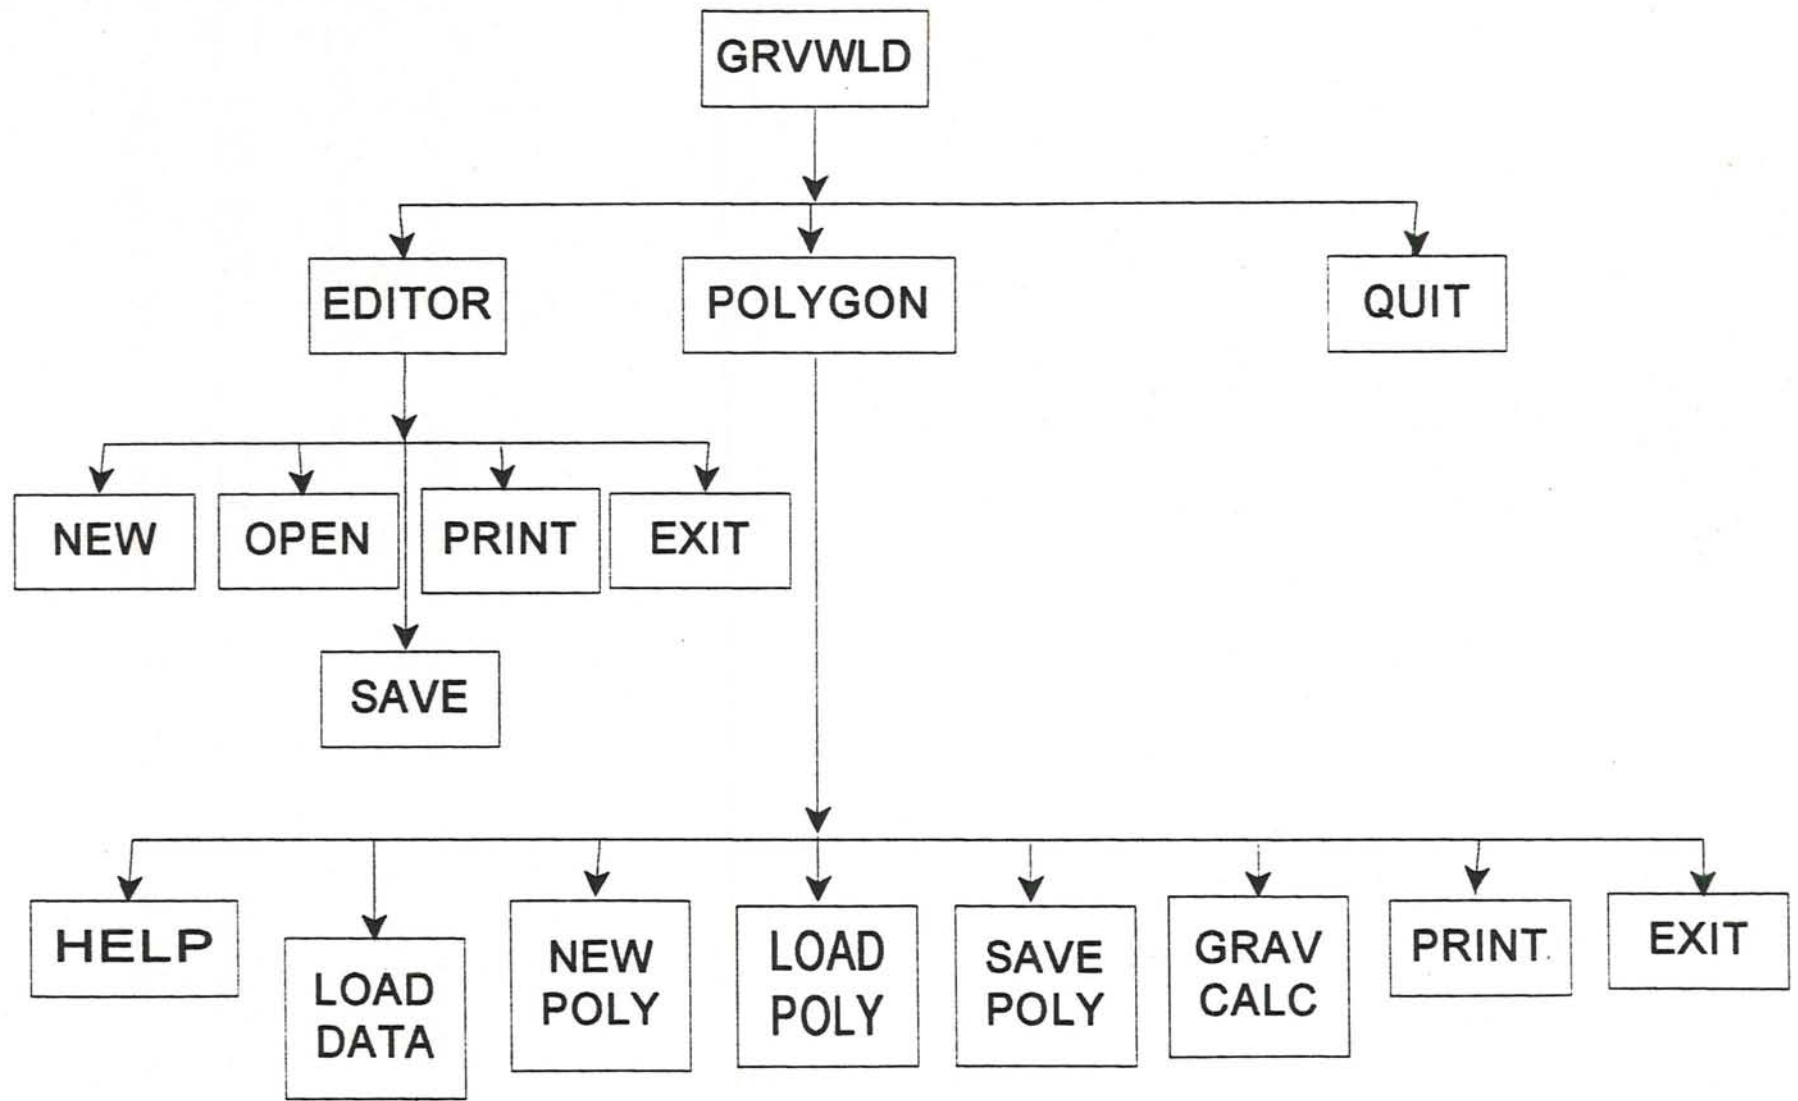 GRVWLD
EDITOR
POLYGON
QUIT
NEW
OPEN
PRINT
EXIT
SAVE
HELP
LOAD
DATA
NEW
POLY
LOAD
POLY
SAVE
POLY
GRAV
CALC
PRINT
EXIT